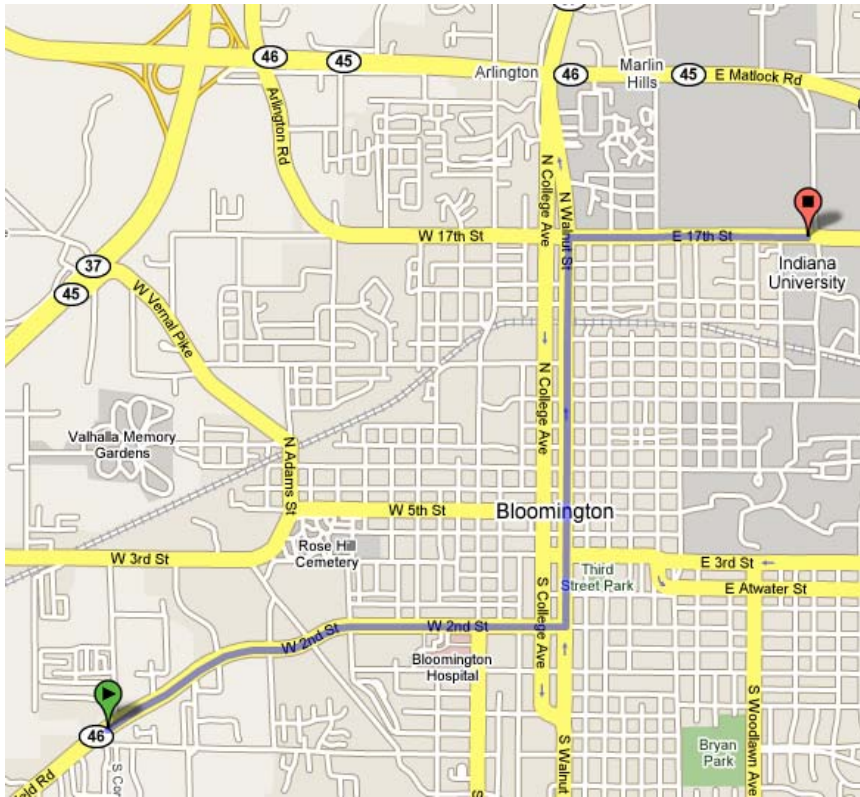 46
46
45
Arlington
46
Marlin
Hills
45
E Matlock Rd
Arlington Rd
N College Ave
N Walnut St
W 17th St
E 17th St
Indiana
University
37
45
W Vernal Pike
N College Ave
Valhalla Memory
Gardens
N Adams St
W 5th St
Bloomington
Rose Hill
Cemetery
W 3rd St
E 3rd St
Third
Street Park
E Atwater St
S College Ave
W 2nd St
W 2nd St
Bloomington
Hospital
46
S Walnut
S Woodlawn Ave
Bryan
Park
ield Rd
S Cor
S